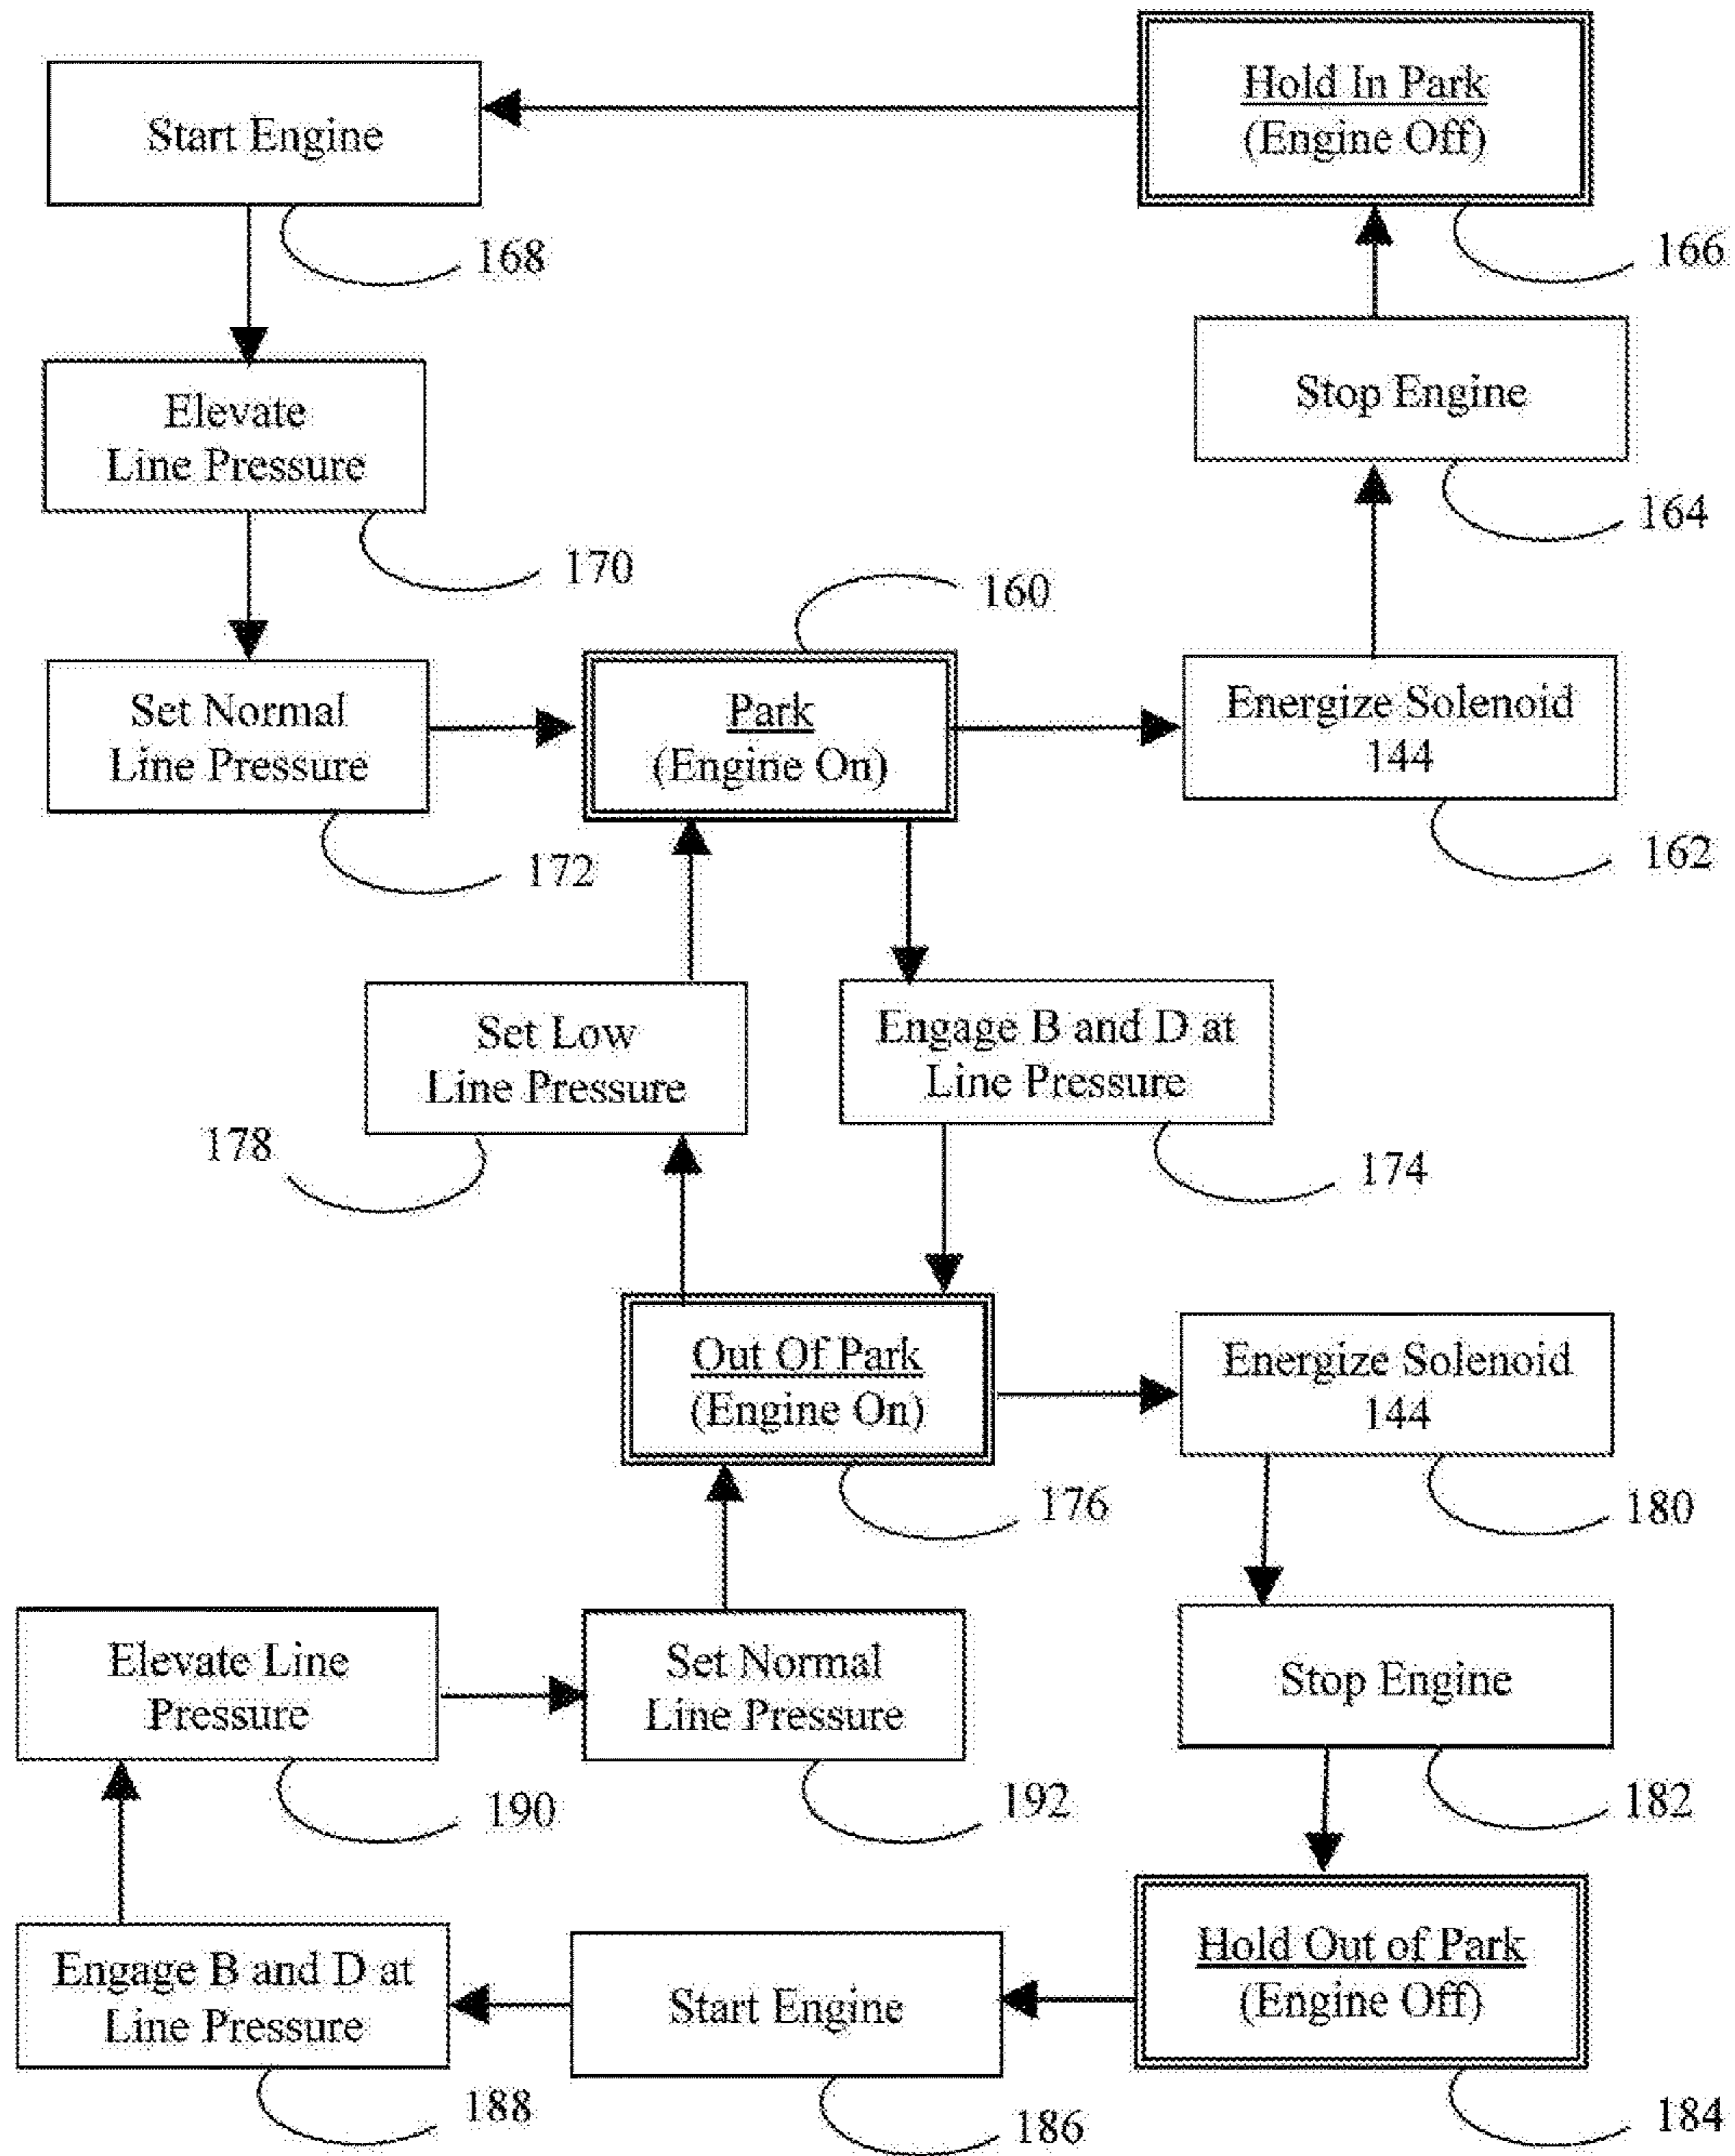 Hold In Park
(Engine Off)
Start Engine
168
166
Stop Engine
164
Elevate
Line Pressure
170
160
Set Normal
Line Pressure
172
Park
(Engine On)
Energize Solenoid
144
162
Set Low
Line Pressure
178
Engage B and D at
Line Pressure
174
Out Of Park
(Engine On)
176
Energize Solenoid
144
180
Elevate Line
Pressure
190
Set Normal
Line Pressure
192
Stop Engine
182
Engage B and D at
Line Pressure
188
Start Engine
186
Hold Out of Park
(Engine Off)
184